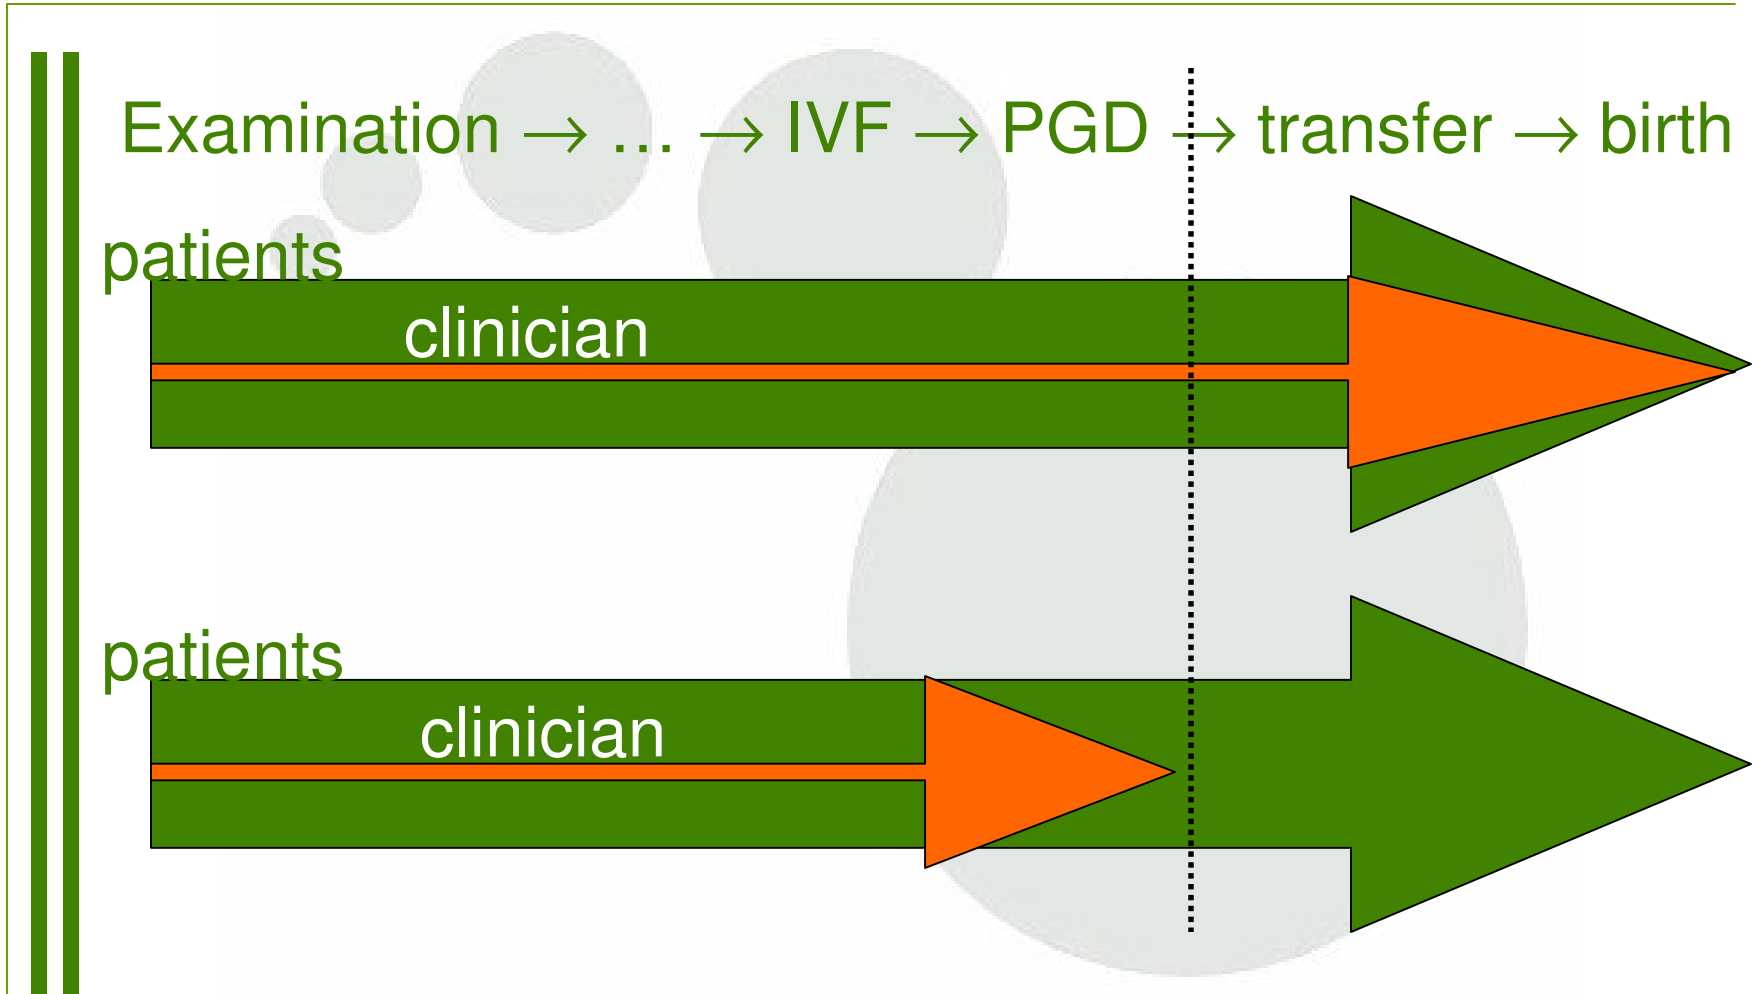 Examination → … → IVF → PGD → transfer → birth
patients
clinician
patients
clinician